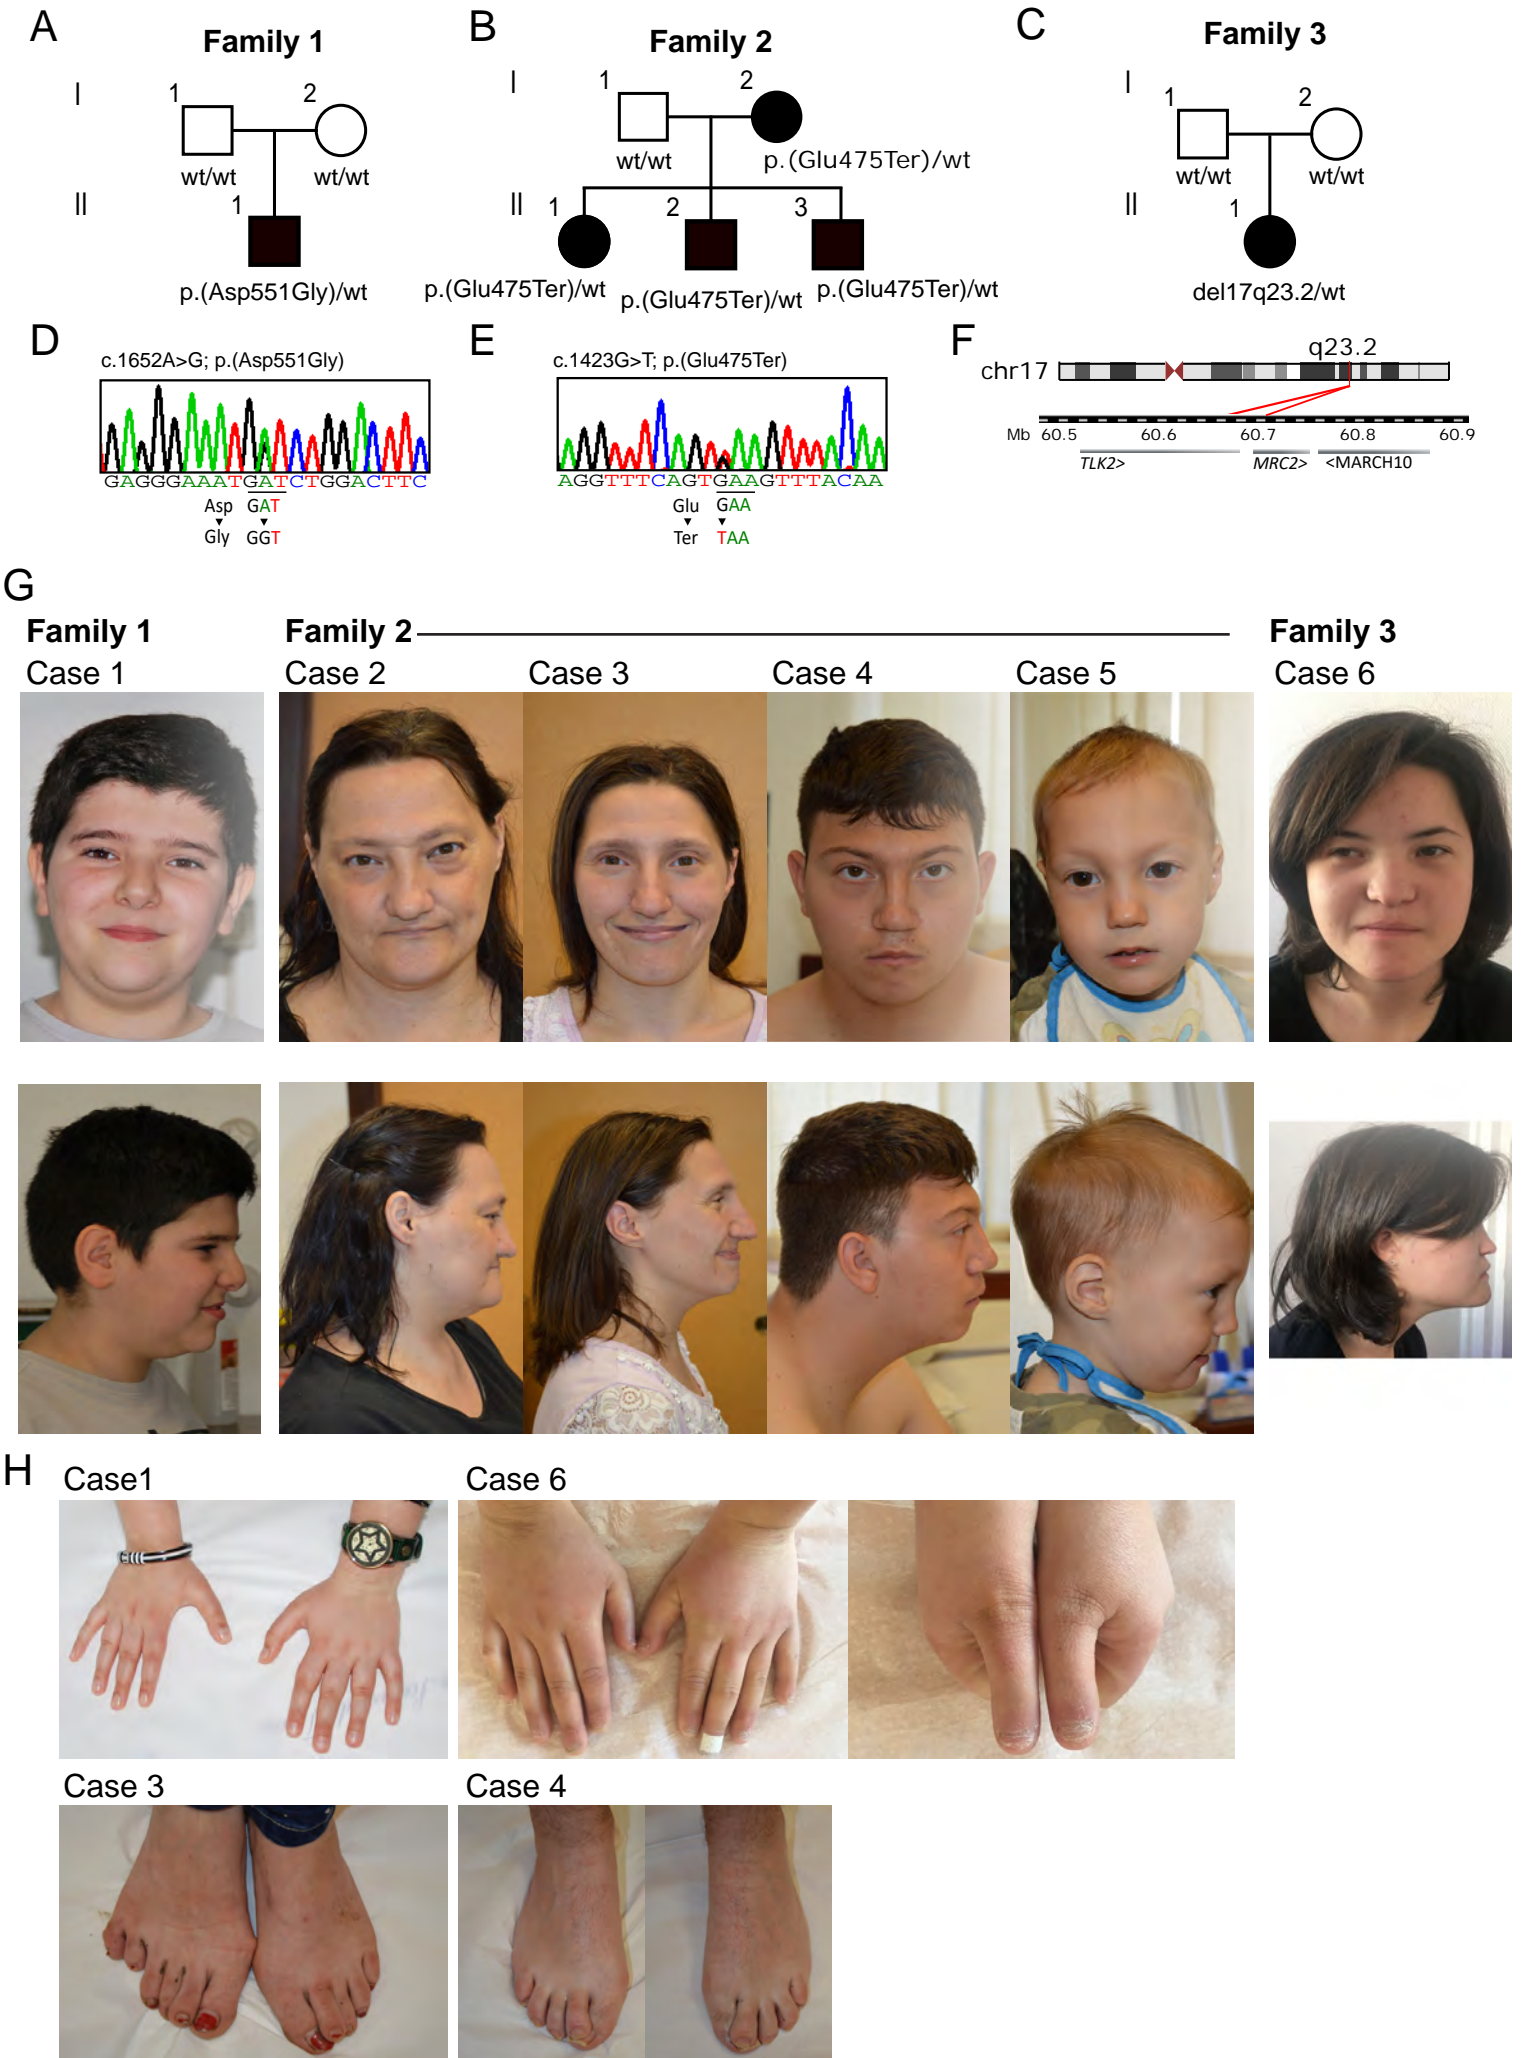 A
Family 1
I
1
2
wt/wt
wt/wt
II
1
p.(Asp551Gly)/wt
B
Family 2
I
1
2
wt/wt
p.(Glu475Ter)/wt
II
1
2
3
p.(Glu475Ter)/wt
p.(Glu475Ter)/wt
p.(Glu475Ter)/wt
C
Family 3
I
1
2
wt/wt
wt/wt
II
1
del17q23.2/wt
D
c.1652A>G; p.(Asp551Gly)
GAGGGAAATGATCTGGACTTC
Asp GAT
Gly GGT
E
c.1423G>T; p.(Glu475Ter)
AGGTTTCAGTGAAGTTTACAA
Glu GAA
Ter TAA
F
q23.2
chr17
Mb 60.5 60.6 60.7 60.8 60.9
TLK2> MRC2> <MARCH10
G
Family 1 Family 2 Family 3
Case 1 Case 2 Case 3 Case 4 Case 5 Case 6
H
Case1 Case 6
Case 3 Case 4